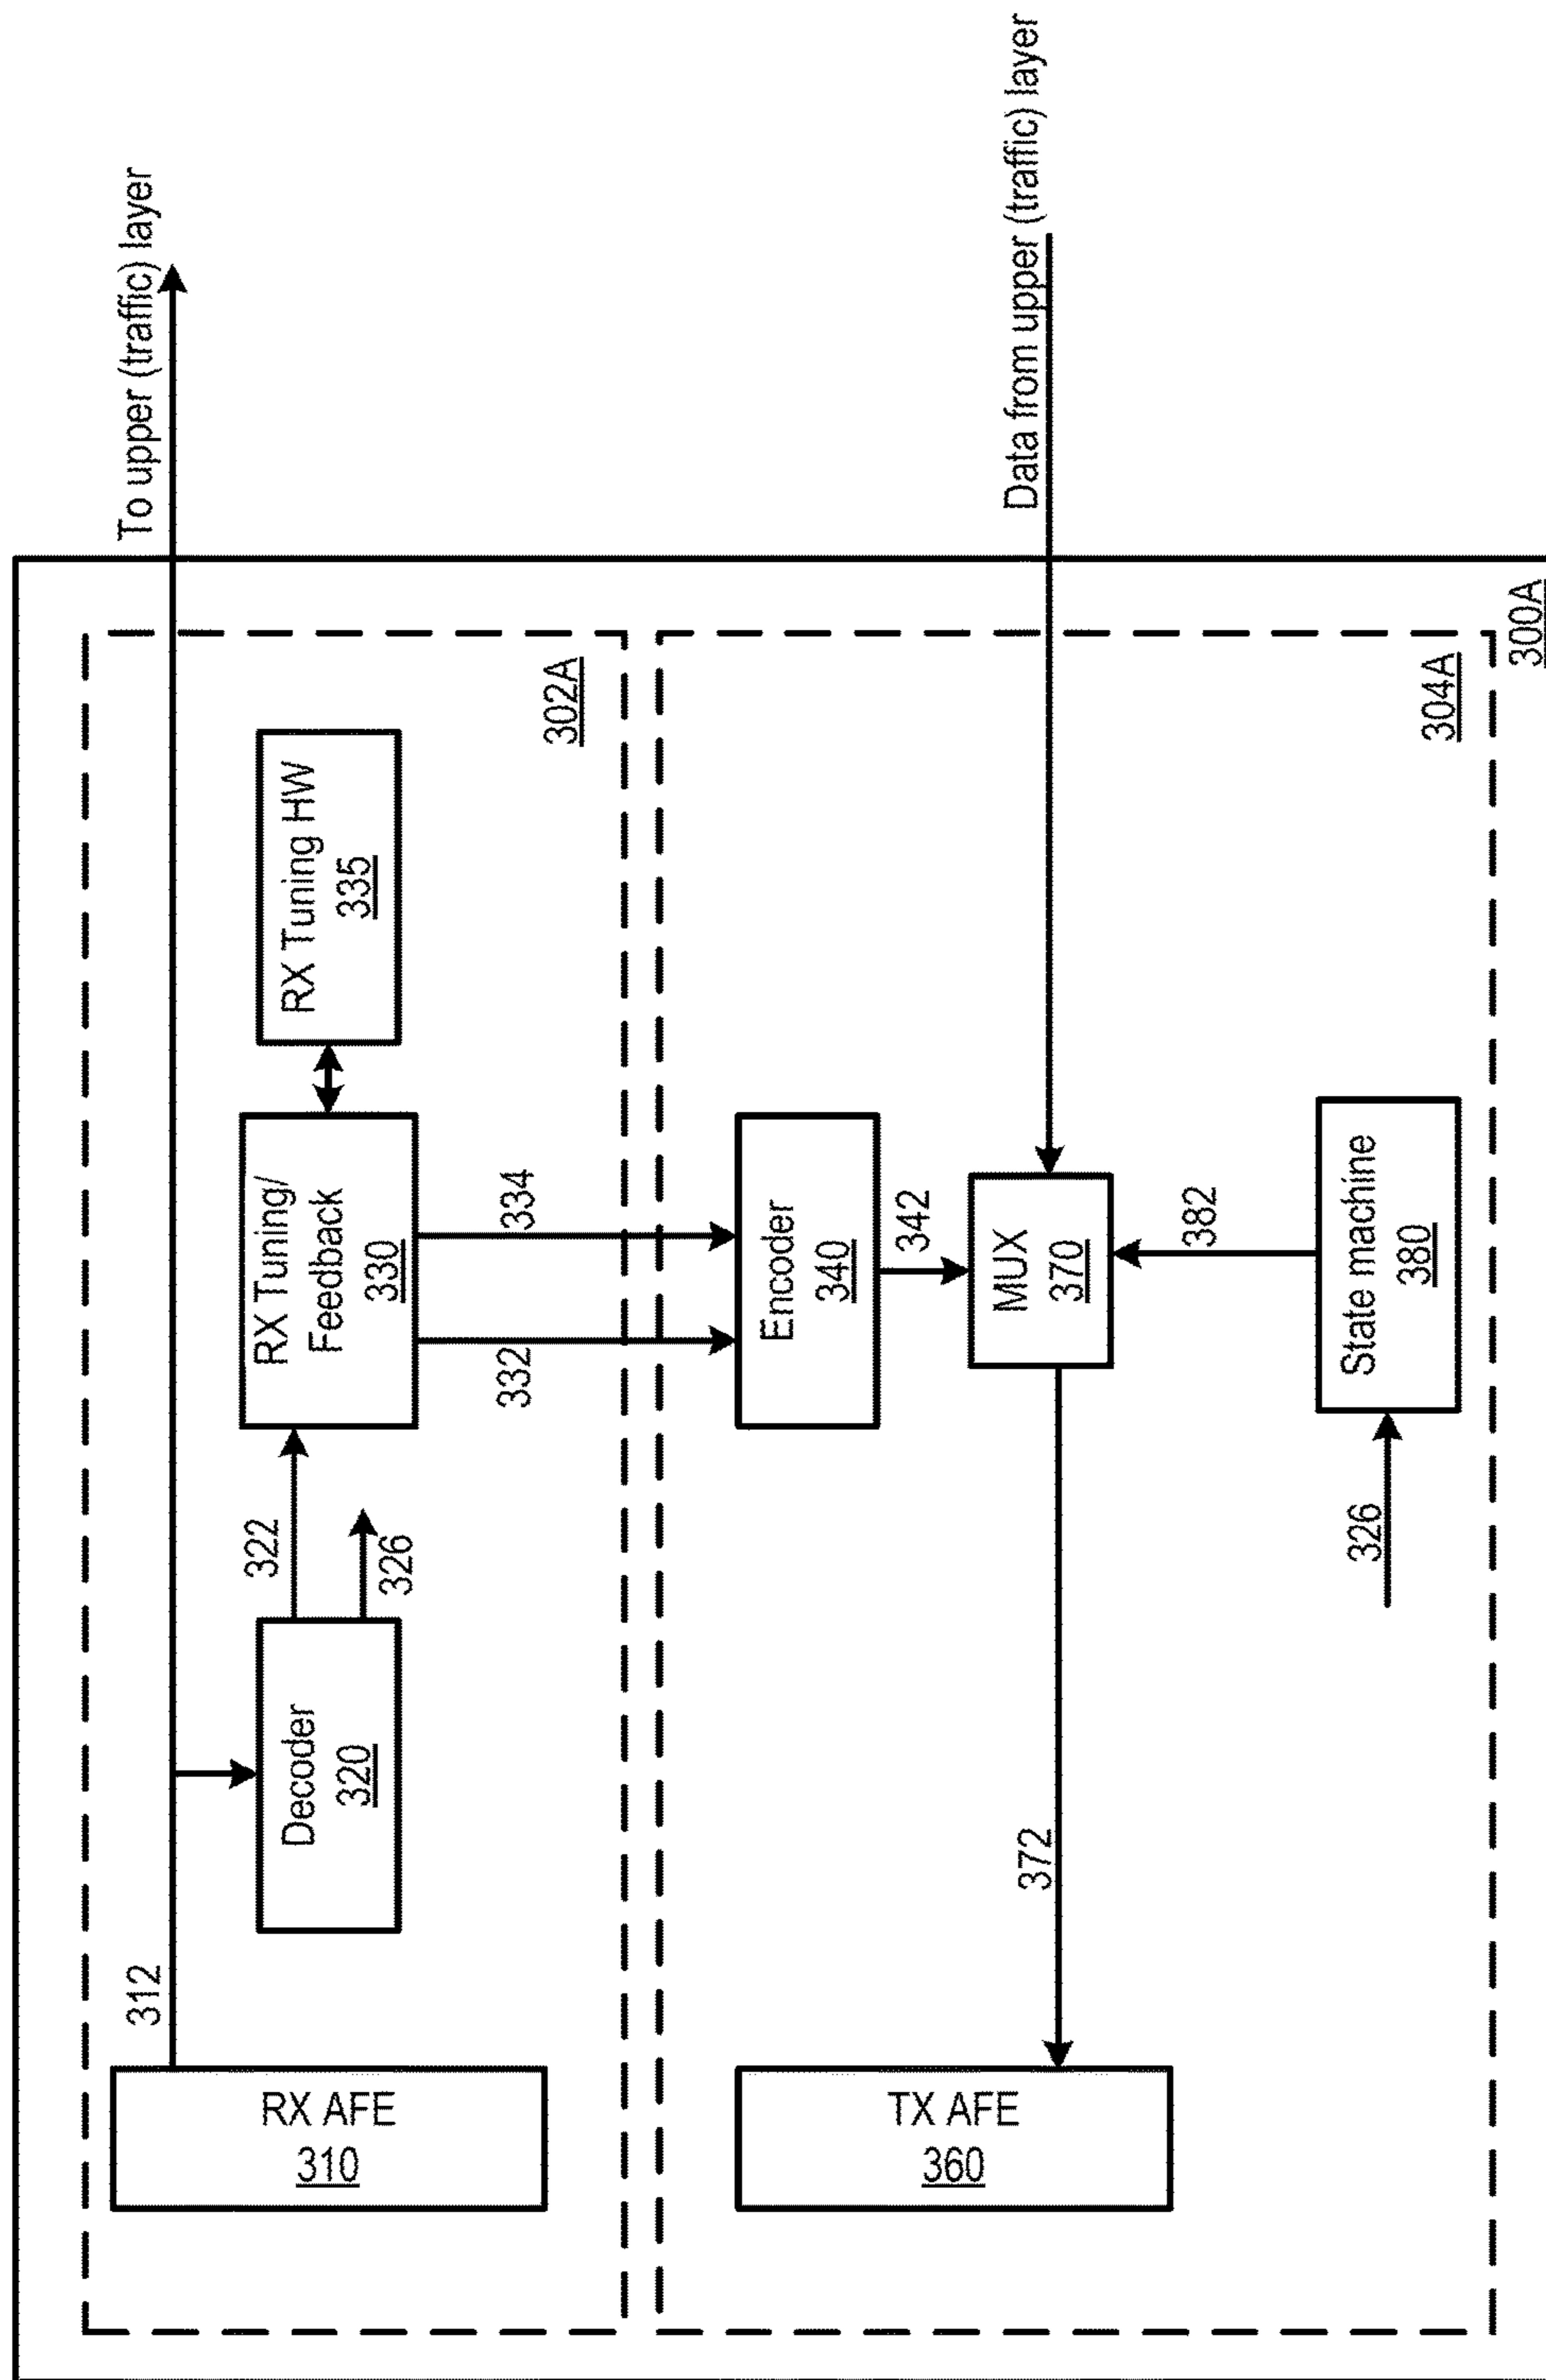 To upper (traffic) layer
312
RX AFE
310
Decoder
320
322
326
RX Tuning/
Feedback
330
RX Tuning HW
335
302A
332
334
Encoder
340
342
Data from upper (traffic) layer
TX AFE
360
372
MUX
370
382
326
State machine
380
304A
300A